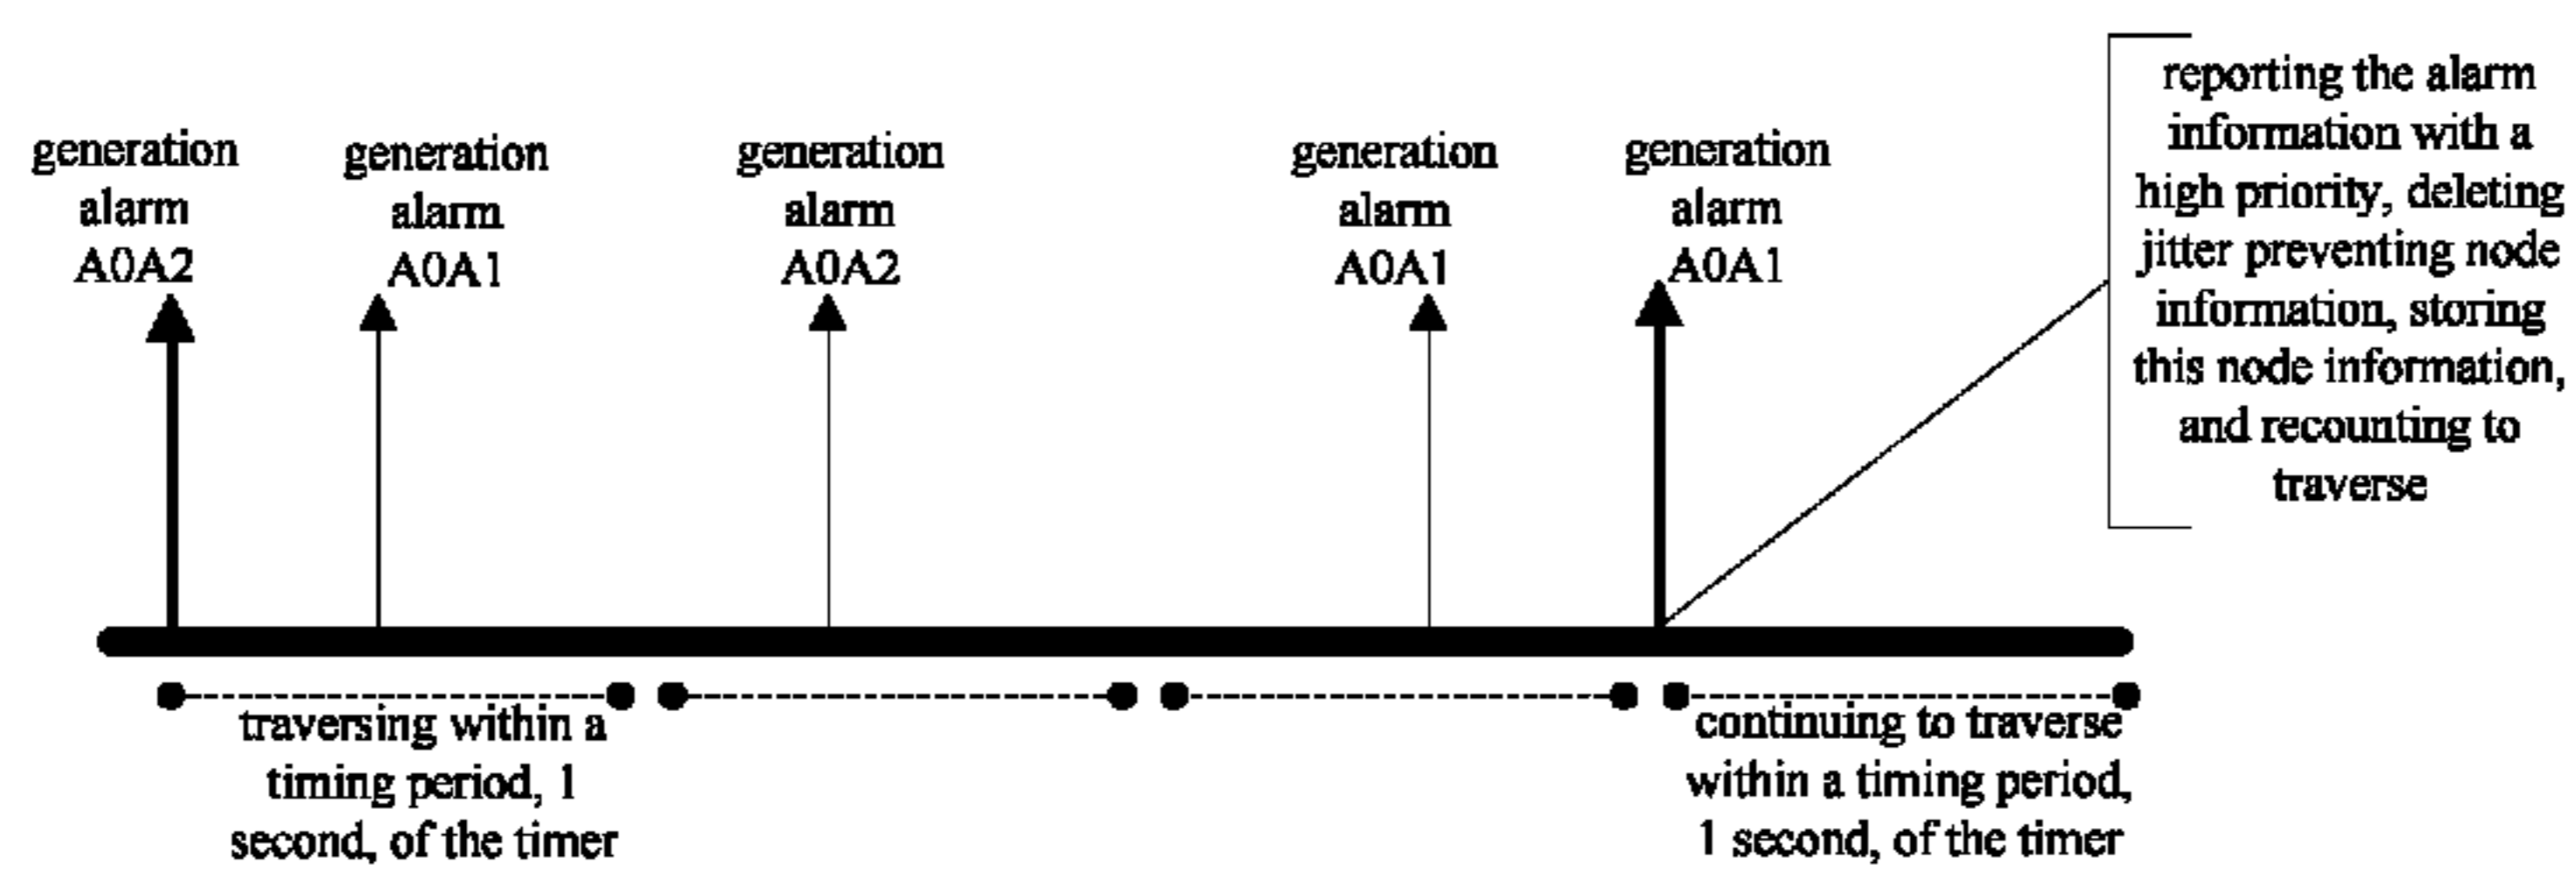 generation
alarm
A0A2
generation
alarm
A0A1
generation
alarm
A0A2
generation
alarm
A0A1
generation
alarm
A0A1
reporting the alarm
information with a
high priority, deleting
jitter preventing node
information, storing
this node information,
and recounting to
traverse
traversing within a
timing period, 1
second, of the timer
continuing to traverse
within a timing period,
1 second, of the timer